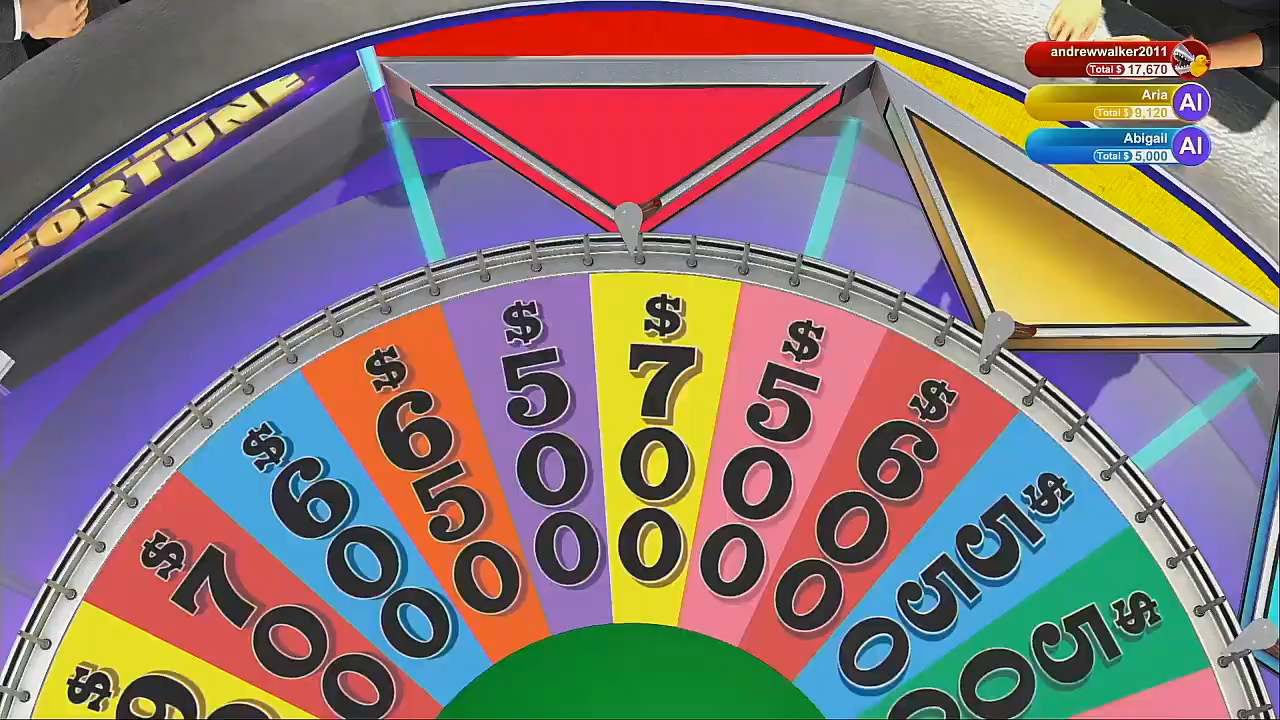 FORTUNE
andrewwalker2011
Total $ 17,670
Aria
Total $ 9,120
AI
Abigail
Total $ 5,000
AI
$700
$600
$650
$500
$700
$500
$600
$550